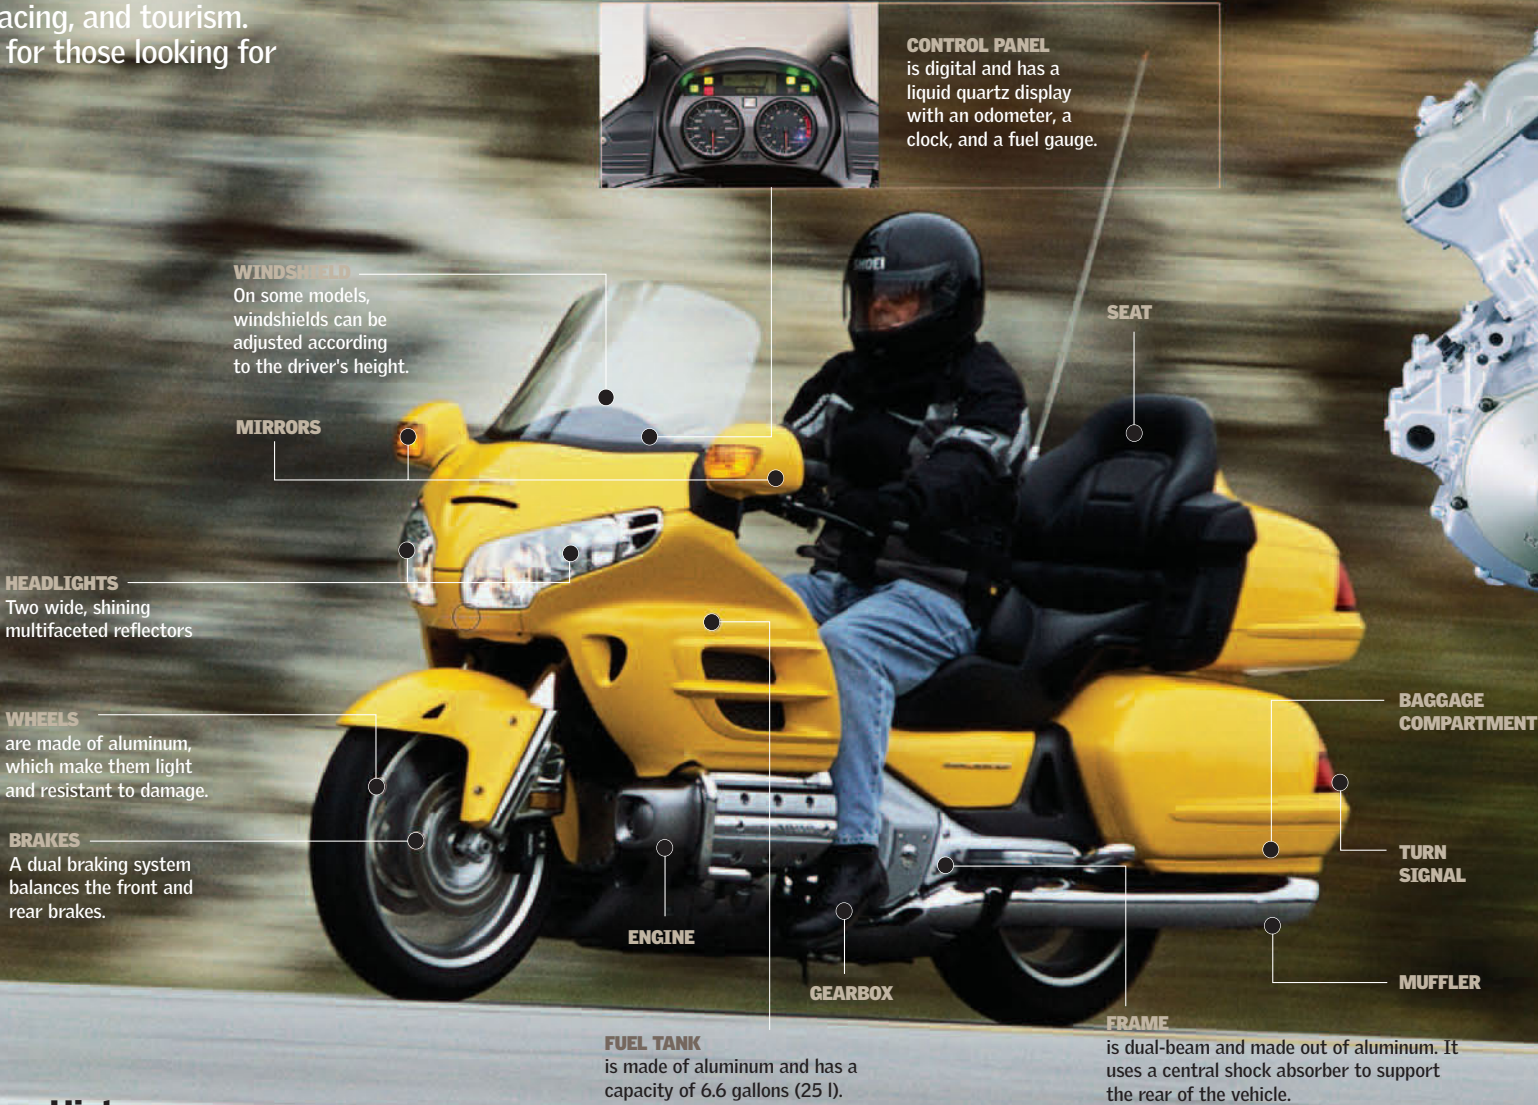 acing, and tourism.
for those looking for
CONTROL PANEL
is digital and has a
liquid quartz display
with an odometer, a
clock, and a fuel gauge.
WINDSHIELD
On some models,
windshields can be
adjusted according
to the driver's height.
MIRRORS
SHOEI
SEAT
HEADLIGHTS
Two wide, shining
multifaceted reflectors
WHEELS
are made of aluminum,
which make them light
and resistant to damage.
BRAKES
A dual braking system
balances the front and
rear brakes.
BAGGAGE
COMPARTMENT
TURN
SIGNAL
ENGINE
GEARBOX
MUFFLER
FUEL TANK
is made of aluminum and has a
capacity of 6.6 gallons (25 l).
FRAME
is dual-beam and made out of aluminum. It
uses a central shock absorber to support
the rear of the vehicle.